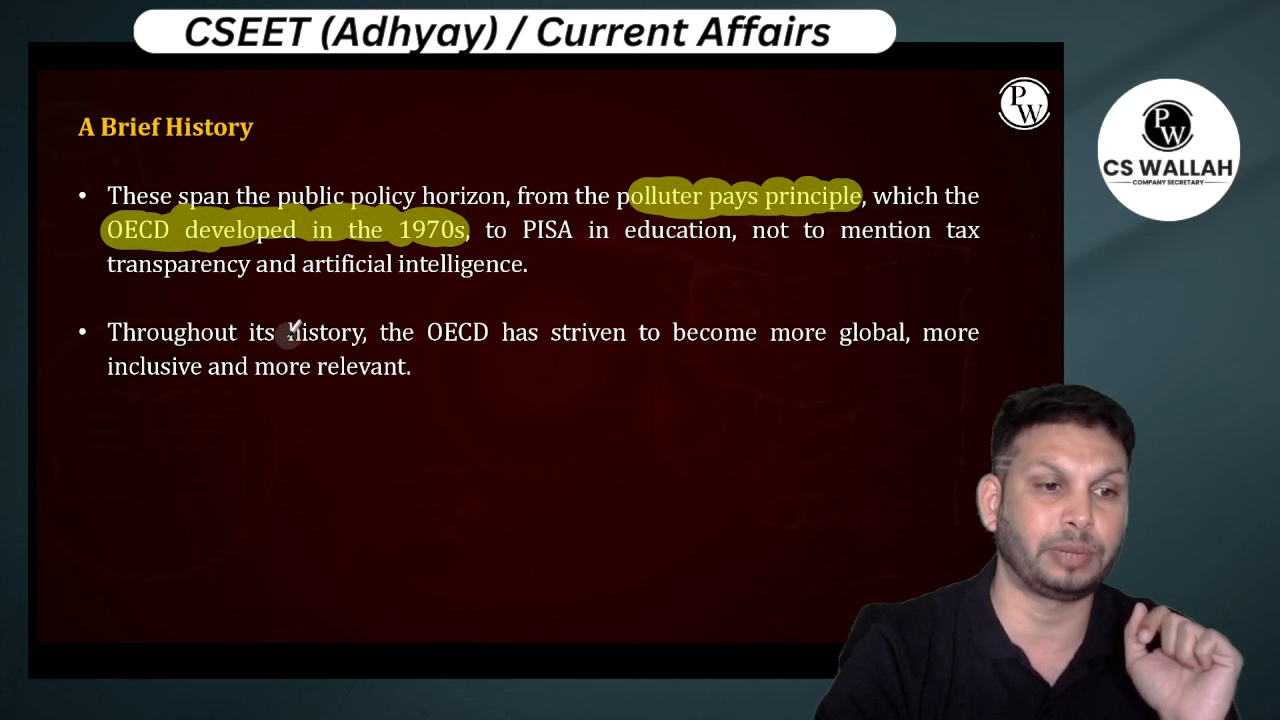 CSEET (Adhyay) / Current Affairs
A Brief History
P
W
P
W
CS WALLAH
COMPANY SECRETARY
• These span the public policy horizon, from the polluter pays principle, which the
OECD developed in the 1970s, to PISA in education, not to mention tax
transparency and artificial intelligence.
• Throughout its history, the OECD has striven to become more global, more
inclusive and more relevant.